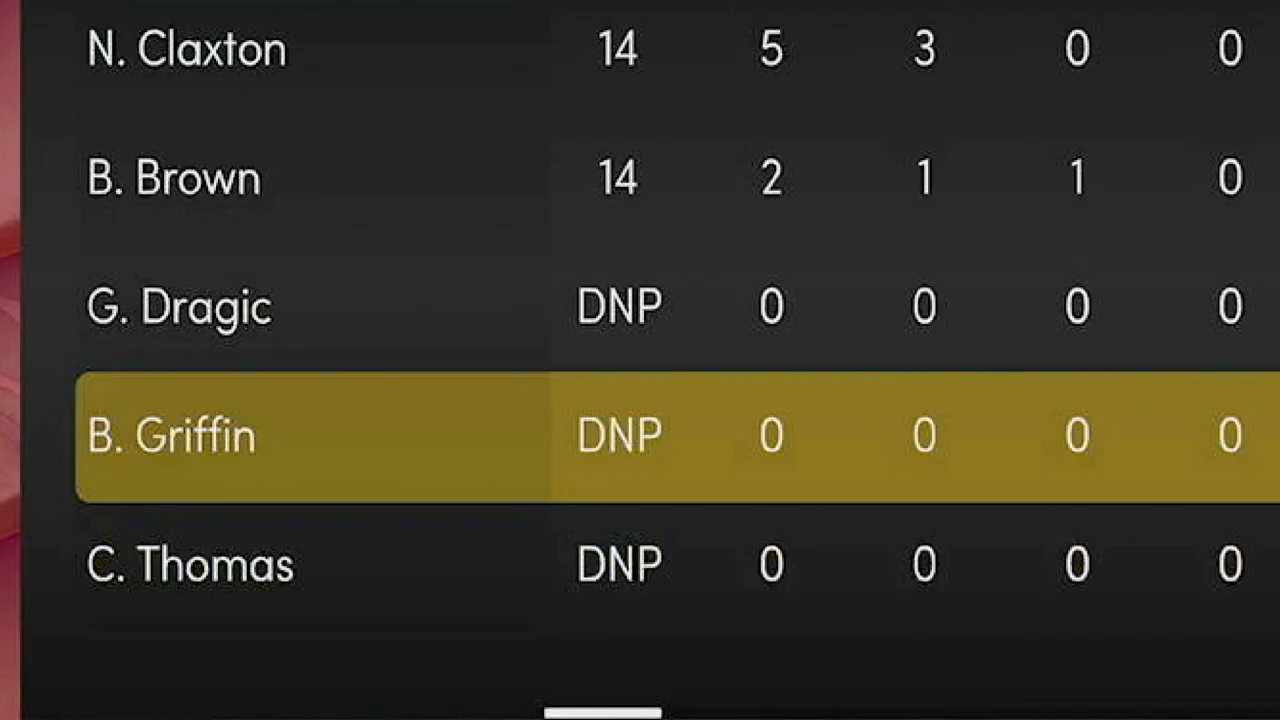 N. Claxton 14 5 3 0 0
B. Brown 14 2 1 1 0
G. Dragic DNP 0 0 0 0
B. Griffin DNP 0 0 0 0
C. Thomas DNP 0 0 0 0